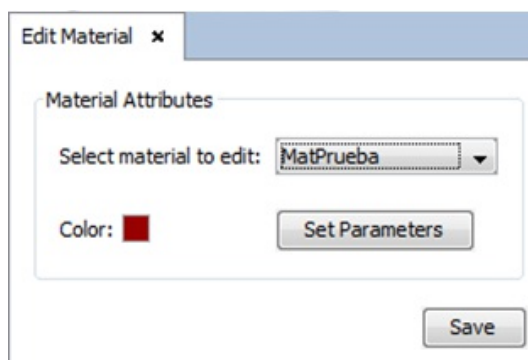 Edit Material ×
Material Attributes
Select material to edit: MatPrueba
Color: Set Parameters
Save